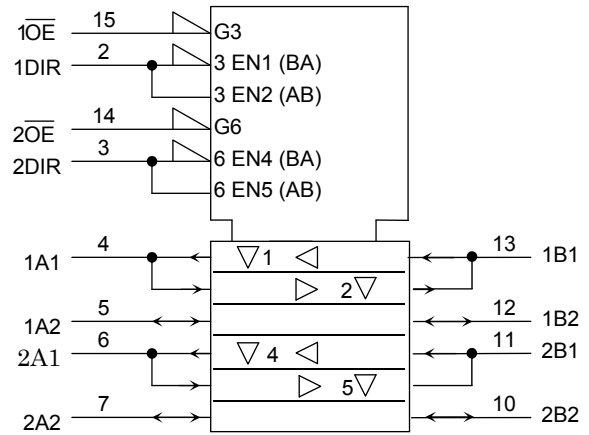 1O̅E̅ 15 G3
1DIR 2 3 EN1 (BA)
3 EN2 (AB)
2O̅E̅ 14 G6
2DIR 3 6 EN4 (BA)
6 EN5 (AB)
1A1 4 1 13 1B1
2
1A2 5 12 1B2
2A1 6 4 11 2B1
5
2A2 7 10 2B2